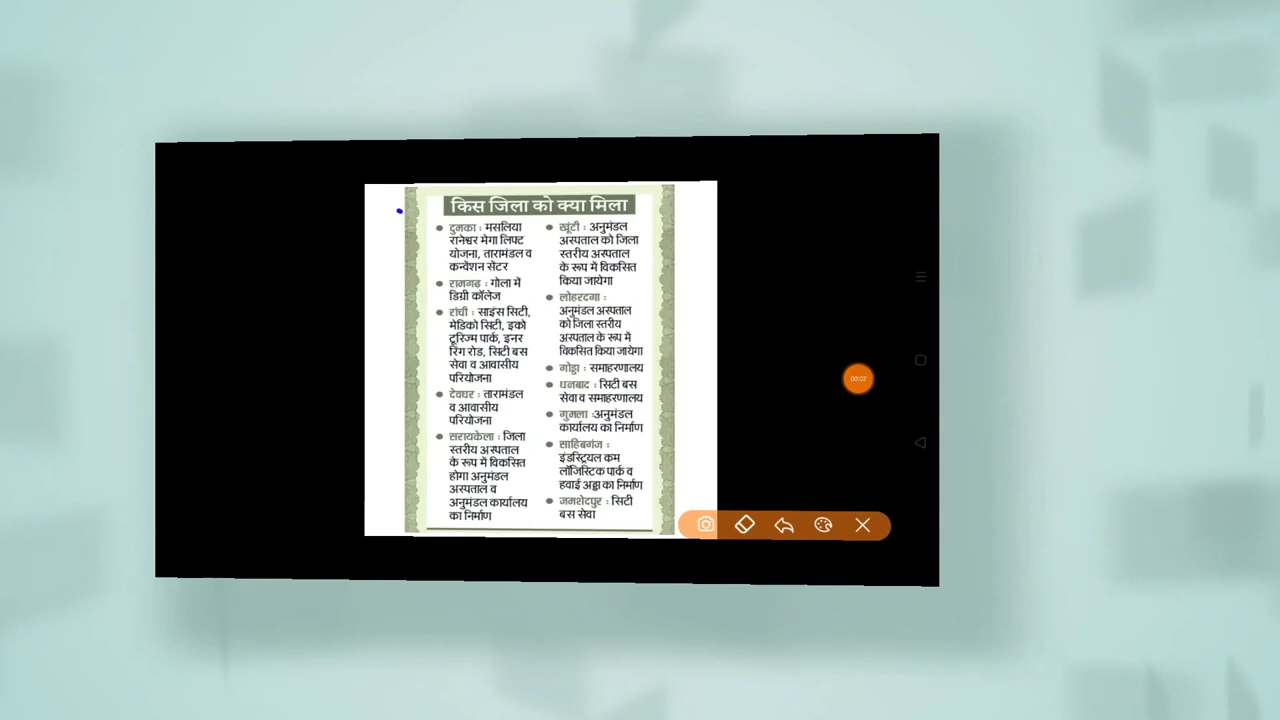 किस जिला को क्या मिला
दुमका : मसलिया
रानेश्वर मेगा लिफ्ट
योजना, तारामंडल व
कन्वेंशन सेंटर
रामगढ़ : गोला में
डिग्री कॉलेज
रांची : साइंस सिटी,
मेडिको सिटी, इको
टूरिज्म पार्क, इनर
रिंग रोड, सिटी बस
सेवा व आवासीय
परियोजना
देवघर : तारामंडल
व आवासीय
परियोजना
सरायकेला : जिला
स्तरीय अस्पताल
के रूप में विकसित
होगा अनुमंडल
अस्पताल व
अनुमंडल कार्यालय
का निर्माण
खूंटी : अनुमंडल
अस्पताल को जिला
स्तरीय अस्पताल
के रूप में विकसित
किया जायेगा
लोहरदगा :
अनुमंडल अस्पताल
को जिला स्तरीय
अस्पताल के रूप में
विकसित किया जायेगा
गोड्डा : समाहरणालय
धनबाद : सिटी बस
सेवा व समाहरणालय
गुमला :अनुमंडल
कार्यालय का निर्माण
साहिबगंज :
इंडस्ट्रियल कम
लॉजिस्टिक पार्क व
हवाई अड्डा का निर्माण
जमशेदपुर : सिटी
बस सेवा
00:02